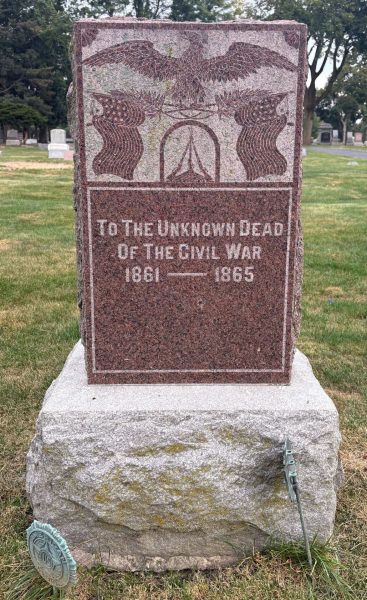 To The Unknown Dead
Of The Civil War
1861 — 1865